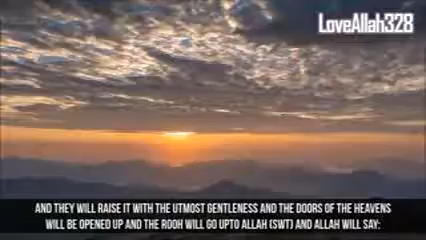 LoveAllah328
AND THEY WILL RAISE IT WITH THE UTMOST GENTLENESS AND THE DOORS OF THE HEAVENS
WILL BE OPENED UP AND THE ROOH WILL GO UPTO ALLAH (SWT) AND ALLAH WILL SAY: